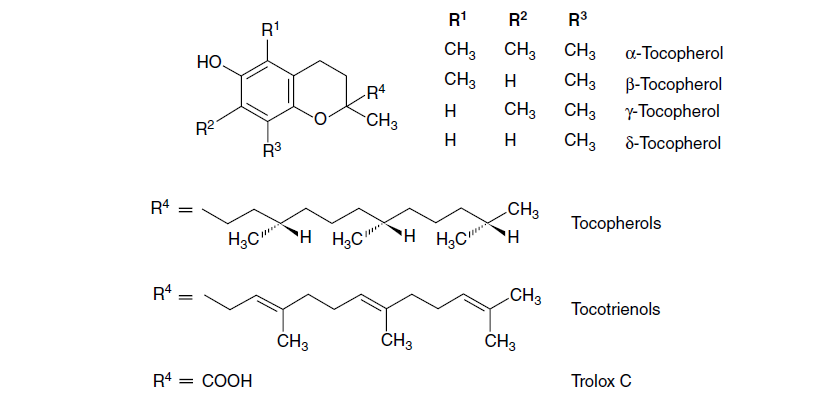 R¹ R² R³
CH₃ CH₃ CH₃ α-Tocopherol
CH₃ H CH₃ β-Tocopherol
H CH₃ CH₃ γ-Tocopherol
H H CH₃ δ-Tocopherol
R¹
HO
R⁴
R²
O
CH₃
R³
R⁴ =
CH₃
Tocopherols
H₃C H H₃C H H₃C H
R⁴ =
CH₃
Tocotrienols
CH₃ CH₃ CH₃
R⁴ = COOH Trolox C